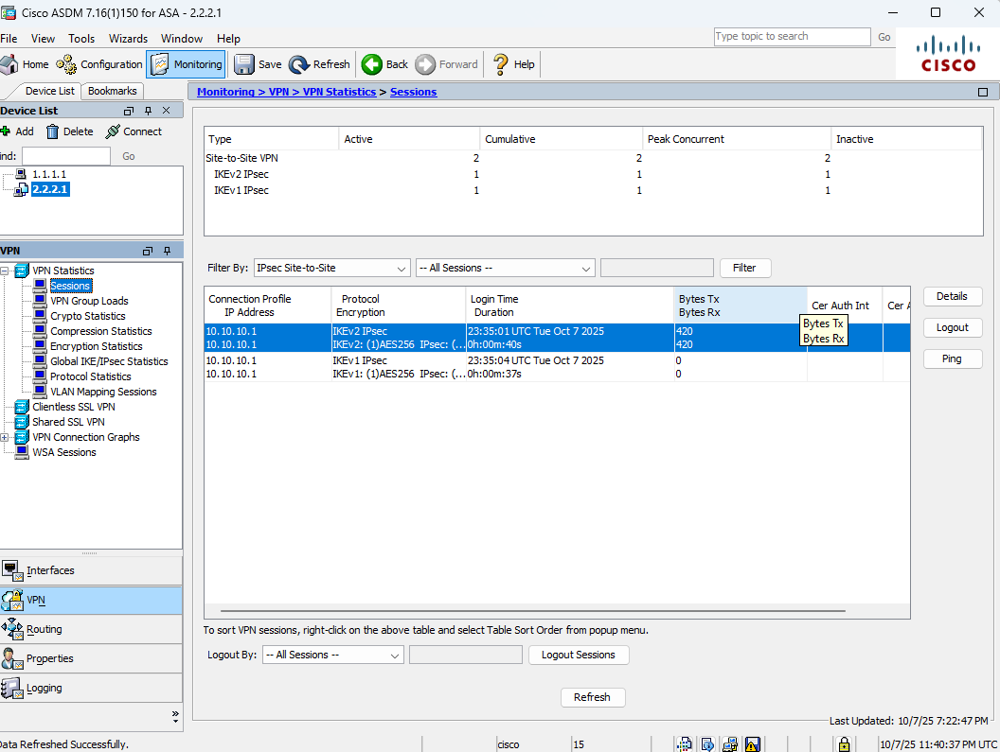 Cisco ASDM 7.16(1)150 for ASA - 2.2.2.1
File View Tools Wizards Window Help
Type topic to search Go
Home Configuration Monitoring Save Refresh Back Forward Help
CISCO
Device List Bookmarks
Monitoring > VPN > VPN Statistics > Sessions
Device List
Add Delete Connect
ind: Go
1.1.1.1
2.2.2.1
VPN
VPN Statistics
Sessions
VPN Group Loads
Crypto Statistics
Compression Statistics
Encryption Statistics
Global IKE/IPsec Statistics
Protocol Statistics
VLAN Mapping Sessions
Clientless SSL VPN
Shared SSL VPN
VPN Connection Graphs
WSA Sessions
Interfaces
VPN
Routing
Properties
Logging
Type Active Cumulative Peak Concurrent Inactive
Site-to-Site VPN 2 2 2
IKEv2 IPsec 1 1 1
IKEv1 IPsec 1 1 1
Filter By: IPsec Site-to-Site -- All Sessions -- Filter
Connection Profile Protocol Login Time Bytes Tx Cer Auth Int Cer A
IP Address Encryption Duration Bytes Rx
Bytes Tx
Bytes Rx
10.10.10.1 IKEv2 IPsec 23:35:01 UTC Tue Oct 7 2025 420
10.10.10.1 IKEv2: (1)AES256 IPsec: (... 0h:00m:40s 420
10.10.10.1 IKEv1 IPsec 23:35:04 UTC Tue Oct 7 2025 0
10.10.10.1 IKEv1: (1)AES256 IPsec: (... 0h:00m:37s 0
Details
Logout
Ping
To sort VPN sessions, right-click on the above table and select Table Sort Order from popup menu.
Logout By: -- All Sessions -- Logout Sessions
Refresh
Last Updated: 10/7/25 7:22:47 PM
Data Refreshed Successfully. cisco 15 10/7/25 11:40:37 PM UTC